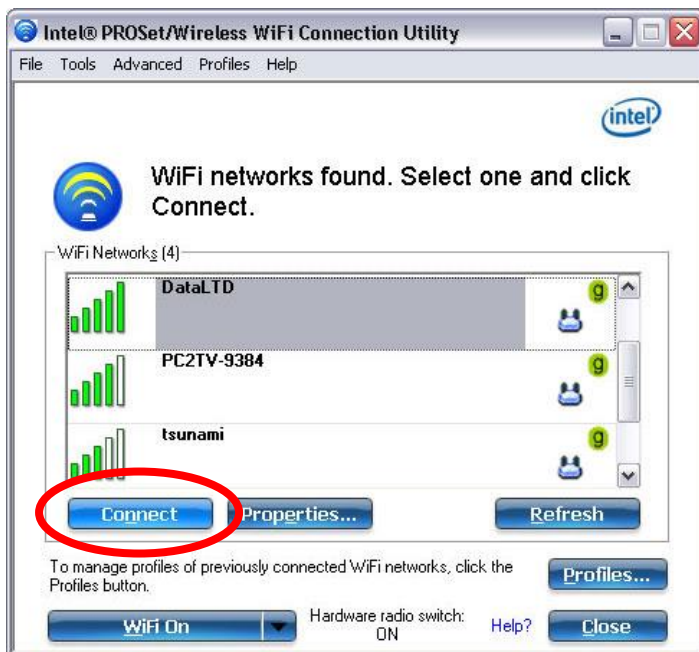 Intel® PROSet/Wireless WiFi Connection Utility
File Tools Advanced Profiles Help
intel
WiFi networks found. Select one and click
Connect.
WiFi Networks (4)
DataLTD
g
PC2TV-9384
g
tsunami
g
Connect Properties... Refresh
To manage profiles of previously connected WiFi networks, click the
Profiles button.
Profiles...
WiFi On
Hardware radio switch:
ON
Help?
Close